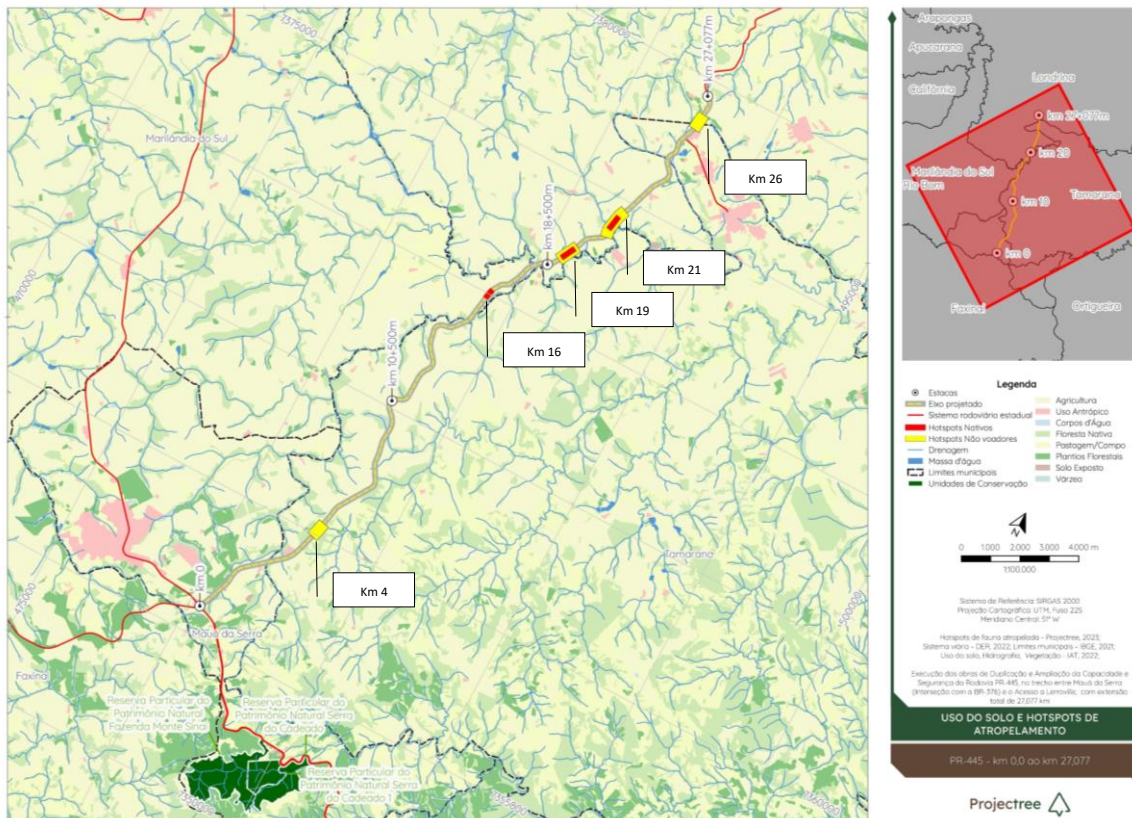 7375000
7380000
km 27+077m
Marilândia do Sul
Km 26
km 18+500m
Km 21
470000
495000
Km 19
Km 16
km 10+500m
Tamarana
Km 4
km 0
475000
Mauá da Serra
500000
Faxinal
Reserva Particular do
Patrimônio Natural
Fazenda Monte Sinai
Reserva Particular do
Patrimônio Natural Serra
do Cadeado
Reserva Particular do
Patrimônio Natural Serra
do Cadeado 1
7355000
Arapongas
Apucarana
Califórnia
Londrina
km 27+077m
km 20
Marilândia do Sul
Rio Bom
Tamarana
km 10
km 0
Ortigueira
Faxinal
Legenda
Estacas
Eixo projetado
Sistema rodoviário estadual
Hotspots Nativos
Hotspots Não voadores
Drenagem
Massa d'água
Limites municipais
Unidades de Conservação
Agricultura
Uso Antrópico
Corpos d'Água
Floresta Nativa
Pastagem/Campo
Plantios Florestais
Solo Exposto
Várzea
N
0 1.000 2.000 3.000 4.000 m
1:100.000
Sistema de Referência: SIRGAS 2000
Projeção Cartográfica: UTM, Fuso 22S
Meridiano Central: 51° W
Hotspots de fauna atropelada - Projectree, 2023;
Sistema viário - DER, 2022; Limites municipais - IBGE, 2021;
Uso do solo, Hidrografia, Vegetação - IAT, 2022;
Execução das obras de Duplicação e Ampliação da Capacidade e
Segurança da Rodovia PR-445, no trecho entre Mauá da Serra
(Interseção com a BR-376) e o Acesso a Lerroville, com extensão
total de 27,077 km
USO DO SOLO E HOTSPOTS DE
ATROPELAMENTO
PR-445 - km 0,0 ao km 27,077
Projectree